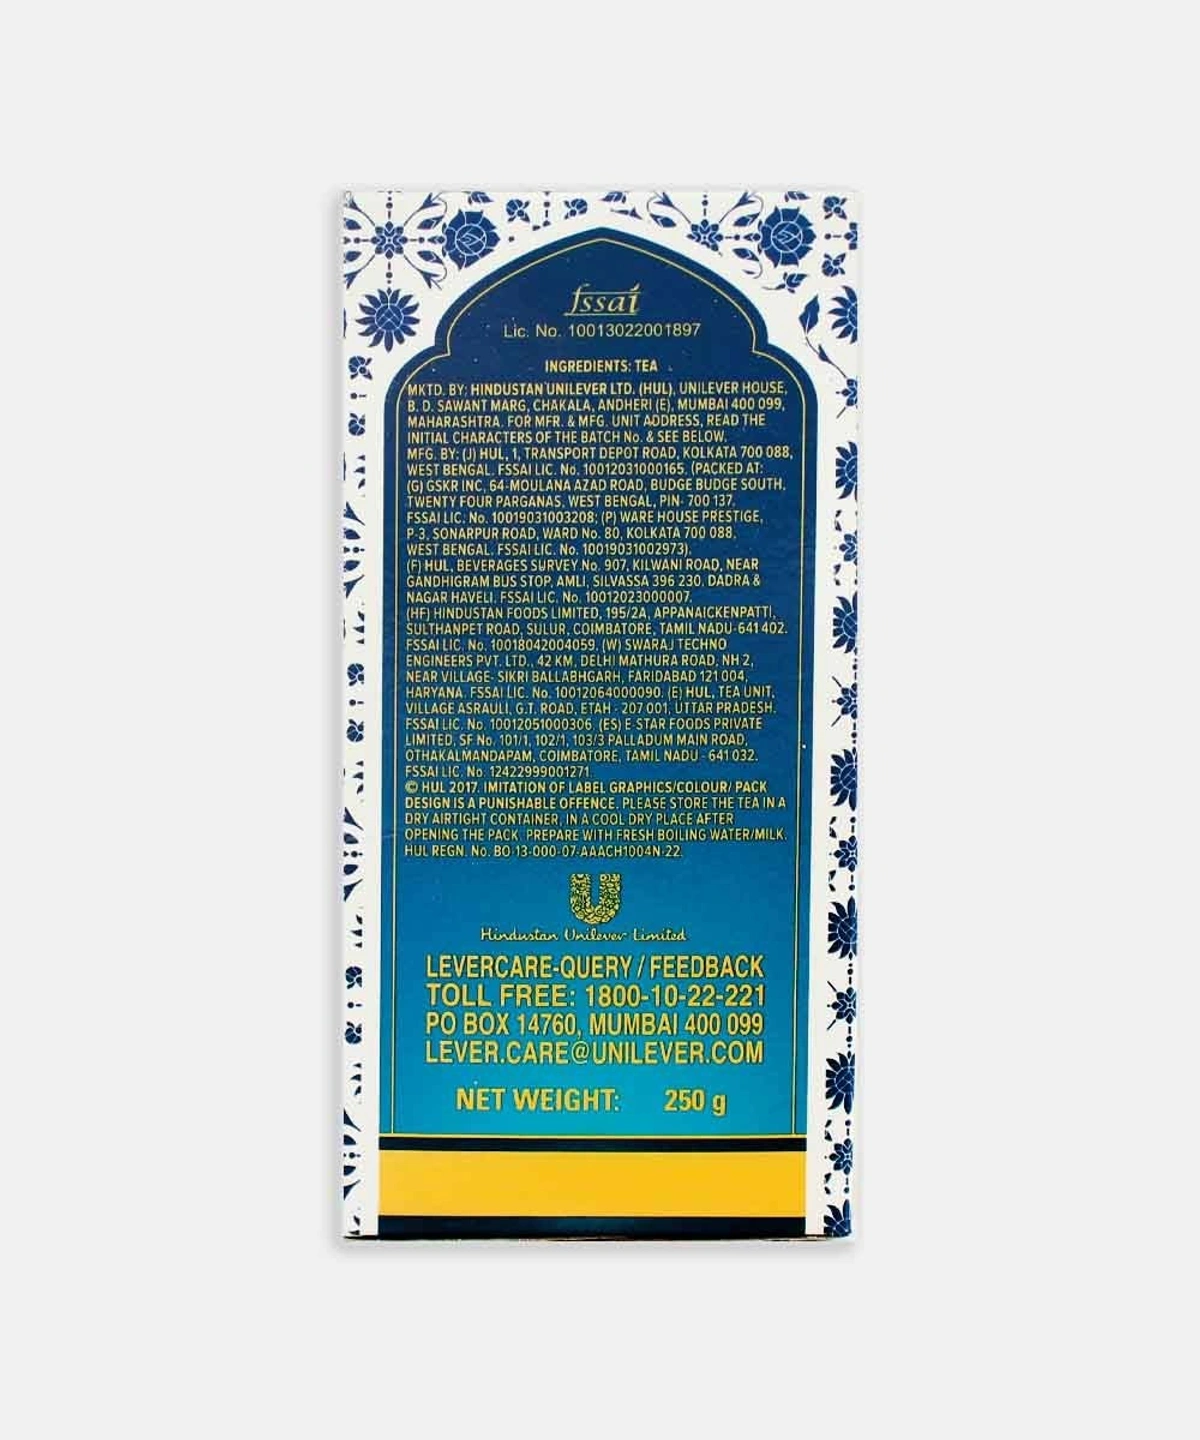 fssai
Lic. No. 10013022001897
INGREDIENTS: TEA
MKTD. BY: HINDUSTAN UNILEVER LTD. (HUL), UNILEVER HOUSE,
B. D. SAWANT MARG, CHAKALA, ANDHERI (E), MUMBAI 400 099,
MAHARASHTRA. FOR MFR. & MFG. UNIT ADDRESS, READ THE
INITIAL CHARACTERS OF THE BATCH No. & SEE BELOW.
MFG. BY: (J) HUL, 1, TRANSPORT DEPOT ROAD, KOLKATA 700 088,
WEST BENGAL. FSSAI LIC. No. 10012031000165. (PACKED AT:
(G) GSKR INC, 64-MOULANA AZAD ROAD, BUDGE BUDGE SOUTH,
TWENTY FOUR PARGANAS, WEST BENGAL, PIN- 700 137.
FSSAI LIC. No. 10019031003208; (P) WARE HOUSE PRESTIGE,
P-3, SONARPUR ROAD, WARD No. 80, KOLKATA 700 088,
WEST BENGAL. FSSAI LIC. No. 10019031002973).
(F) HUL, BEVERAGES SURVEY No. 907, KILWANI ROAD, NEAR
GANDHIGRAM BUS STOP, AMLI, SILVASSA 396 230. DADRA &
NAGAR HAVELI. FSSAI LIC. No. 10012023000007.
(HF) HINDUSTAN FOODS LIMITED, 195/2A, APPANAICKENPATTI,
SULTHANPET ROAD, SULUR, COIMBATORE, TAMIL NADU-641 402.
FSSAI LIC. No. 10018042004059. (W) SWARAJ TECHNO
ENGINEERS PVT. LTD., 42 KM, DELHI MATHURA ROAD, NH 2,
NEAR VILLAGE- SIKRI BALLABHGARH, FARIDABAD 121 004,
HARYANA. FSSAI LIC. No. 10012064000090. (E) HUL, TEA UNIT,
VILLAGE ASRAULI, G.T. ROAD, ETAH - 207 001, UTTAR PRADESH.
FSSAI LIC. No. 10012051000306. (ES) E-STAR FOODS PRIVATE
LIMITED, SF No. 101/1, 102/1, 103/3 PALLADUM MAIN ROAD,
OTHAKALMANDAPAM, COIMBATORE, TAMIL NADU - 641 032.
FSSAI LIC. No. 12422999001271.
© HUL 2017. IMITATION OF LABEL GRAPHICS/COLOUR/ PACK
DESIGN IS A PUNISHABLE OFFENCE. PLEASE STORE THE TEA IN A
DRY AIRTIGHT CONTAINER, IN A COOL DRY PLACE AFTER
OPENING THE PACK. PREPARE WITH FRESH BOILING WATER/MILK.
HUL REGN. No. BO-13-000-07-AAACH1004N-22.
Hindustan Unilever Limited
LEVERCARE-QUERY / FEEDBACK
TOLL FREE: 1800-10-22-221
PO BOX 14760, MUMBAI 400 099
LEVER.CARE@UNILEVER.COM
NET WEIGHT: 250 g